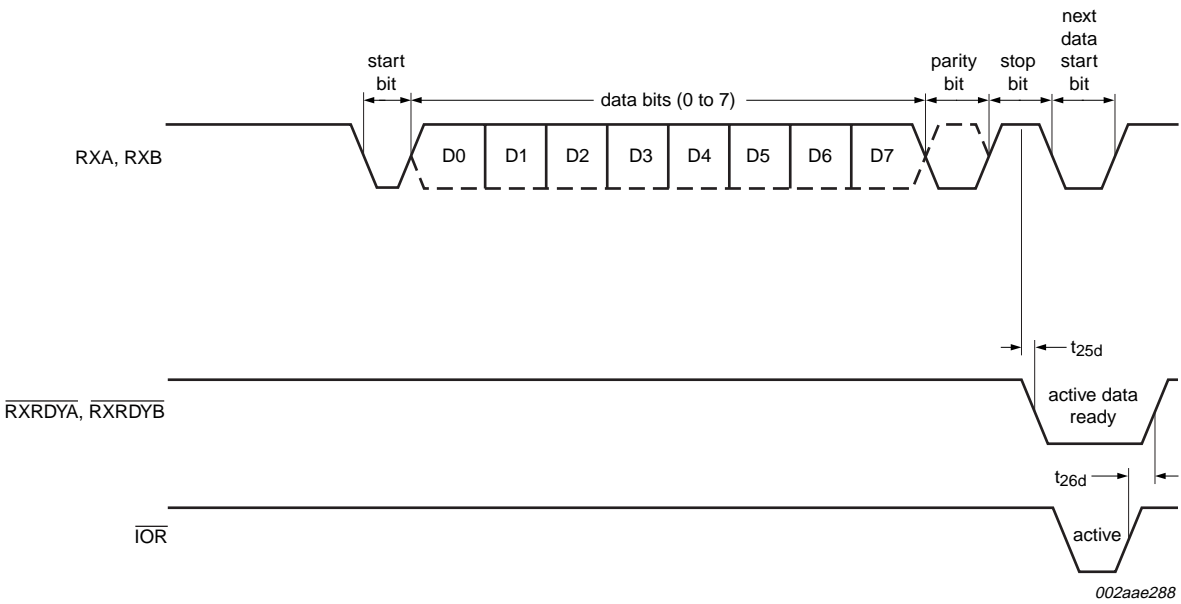 next
data
start
bit
start
bit
parity
bit
stop
bit
data bits (0 to 7)
RXA, RXB
D0 D1 D2 D3 D4 D5 D6 D7
t25d
RXRDYA, RXRDYB
active data
ready
t26d
IOR
active
002aae288